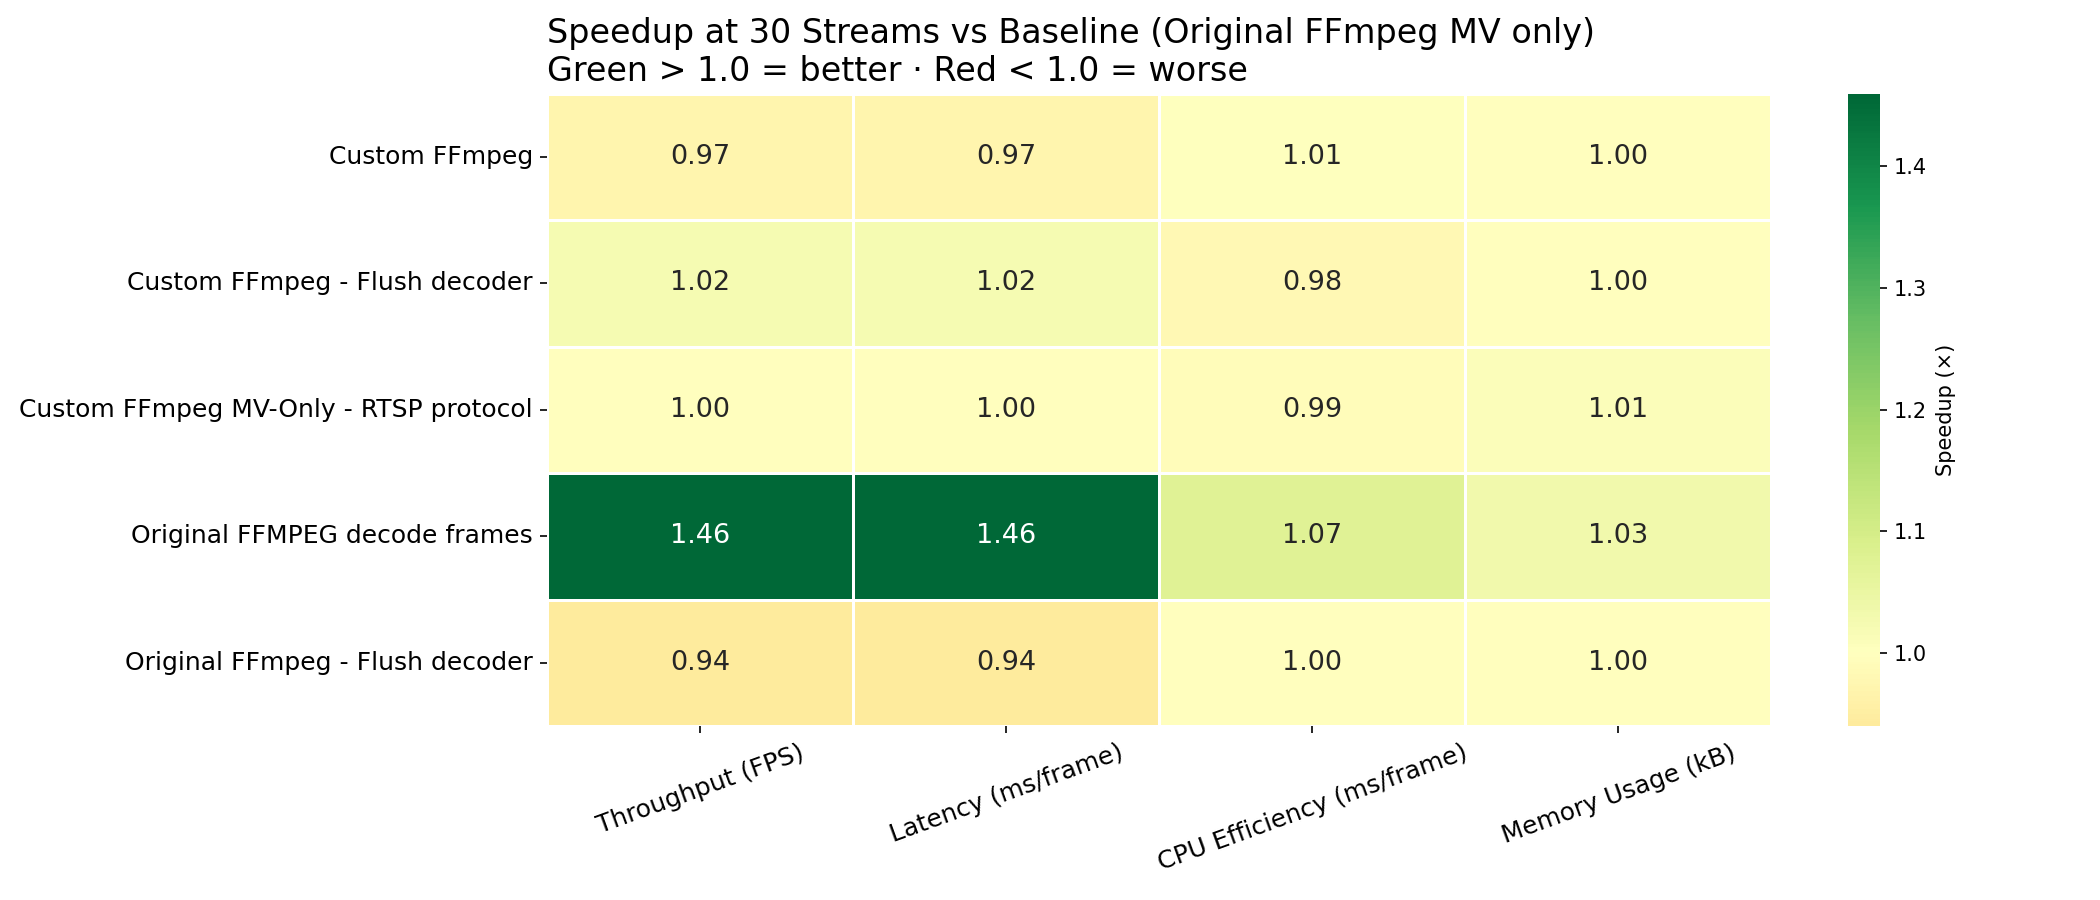 Speedup at 30 Streams vs Baseline (Original FFmpeg MV only)
Green > 1.0 = better · Red < 1.0 = worse
Custom FFmpeg 0.97 0.97 1.01 1.00
Custom FFmpeg - Flush decoder 1.02 1.02 0.98 1.00
Custom FFmpeg MV-Only - RTSP protocol 1.00 1.00 0.99 1.01
Original FFMPEG decode frames 1.46 1.46 1.07 1.03
Original FFmpeg - Flush decoder 0.94 0.94 1.00 1.00
Throughput (FPS)
Latency (ms/frame)
CPU Efficiency (ms/frame)
Memory Usage (kB)
1.4
1.3
1.2
1.1
1.0
Speedup (×)